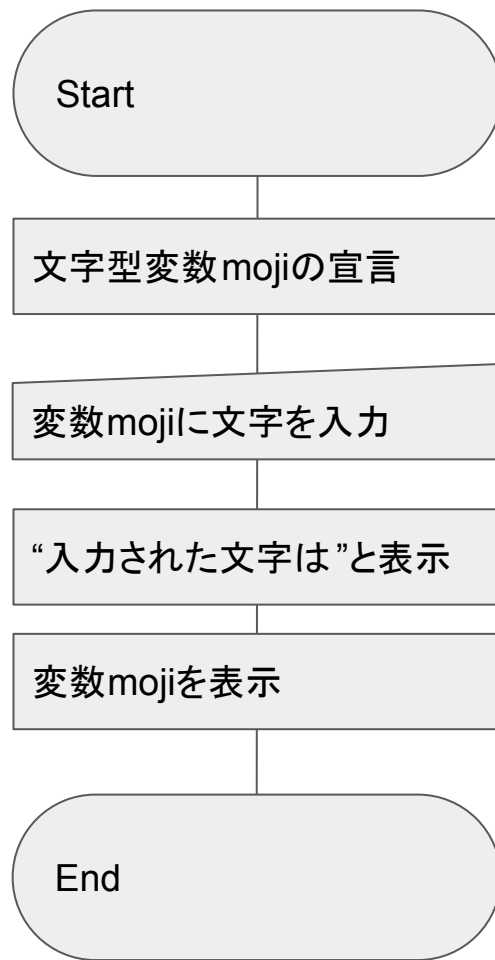 Start
文字型変数mojiの宣言
変数mojiに文字を入力
“入力された文字は”と表示
変数mojiを表示
End